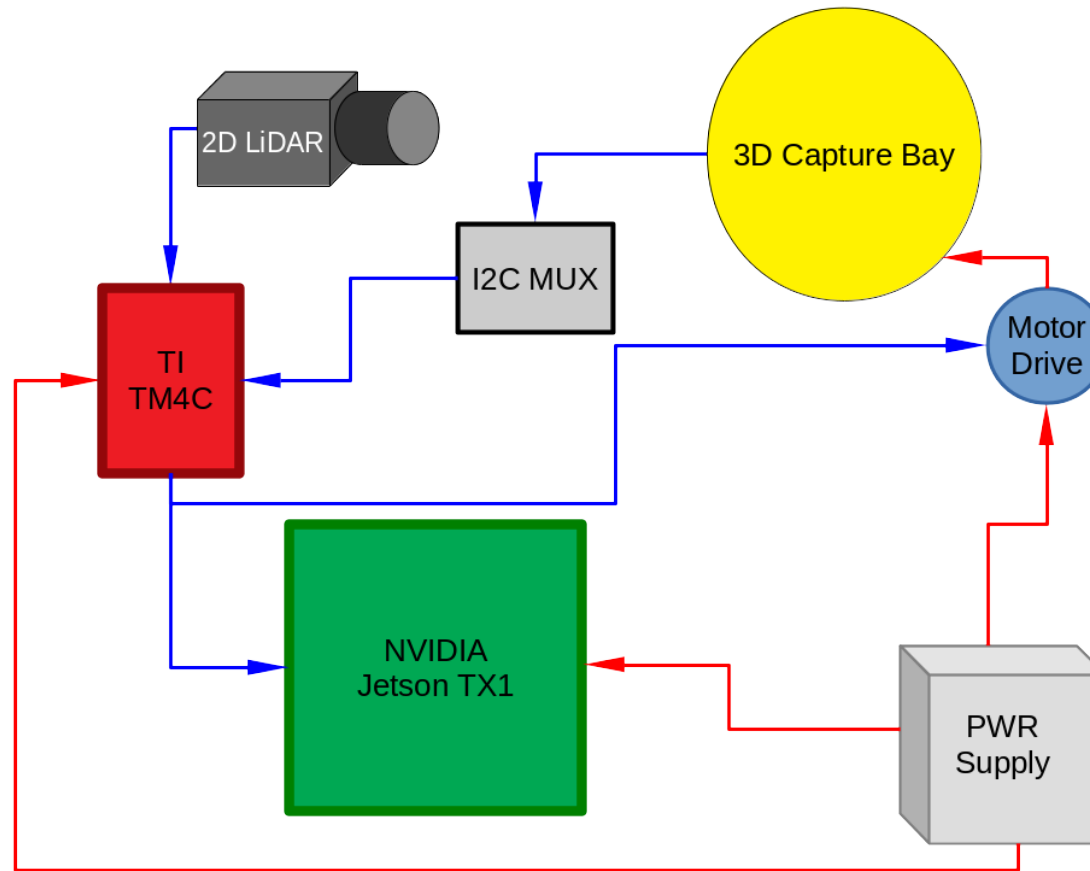 2D LiDAR
3D Capture Bay
I2C MUX
Motor
Drive
TI
TM4C
NVIDIA
Jetson TX1
PWR
Supply